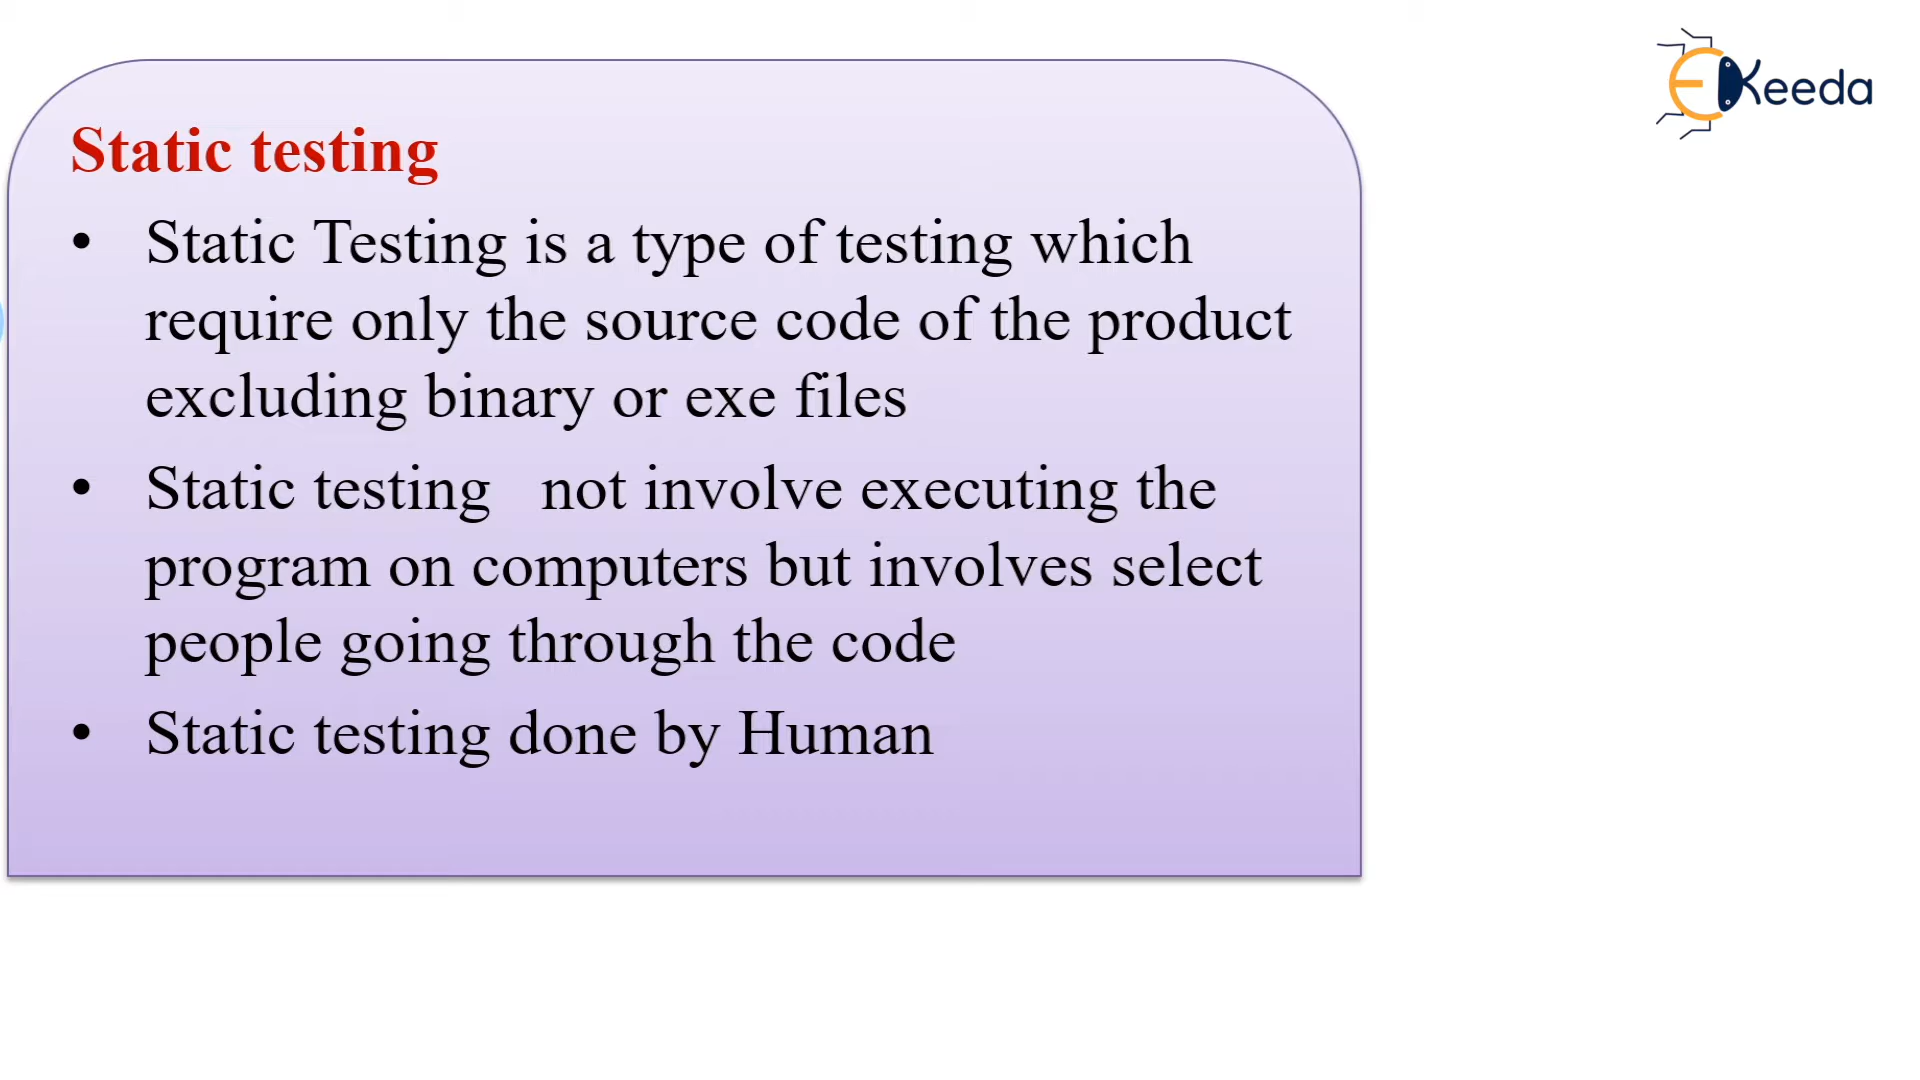 EKeeda
Static testing
• Static Testing is a type of testing which
require only the source code of the product
excluding binary or exe files
• Static testing   not involve executing the
program on computers but involves select
people going through the code
• Static testing done by Human